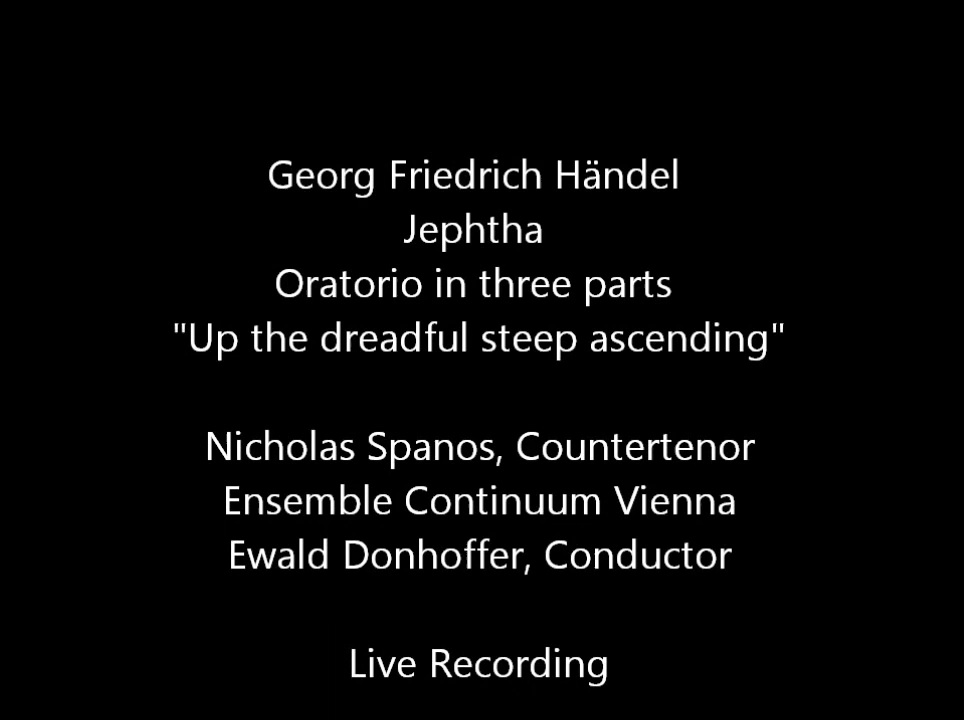 Georg Friedrich Händel
Jephtha
Oratorio in three parts
"Up the dreadful steep ascending"
Nicholas Spanos, Countertenor
Ensemble Continuum Vienna
Ewald Donhoffer, Conductor
Live Recording